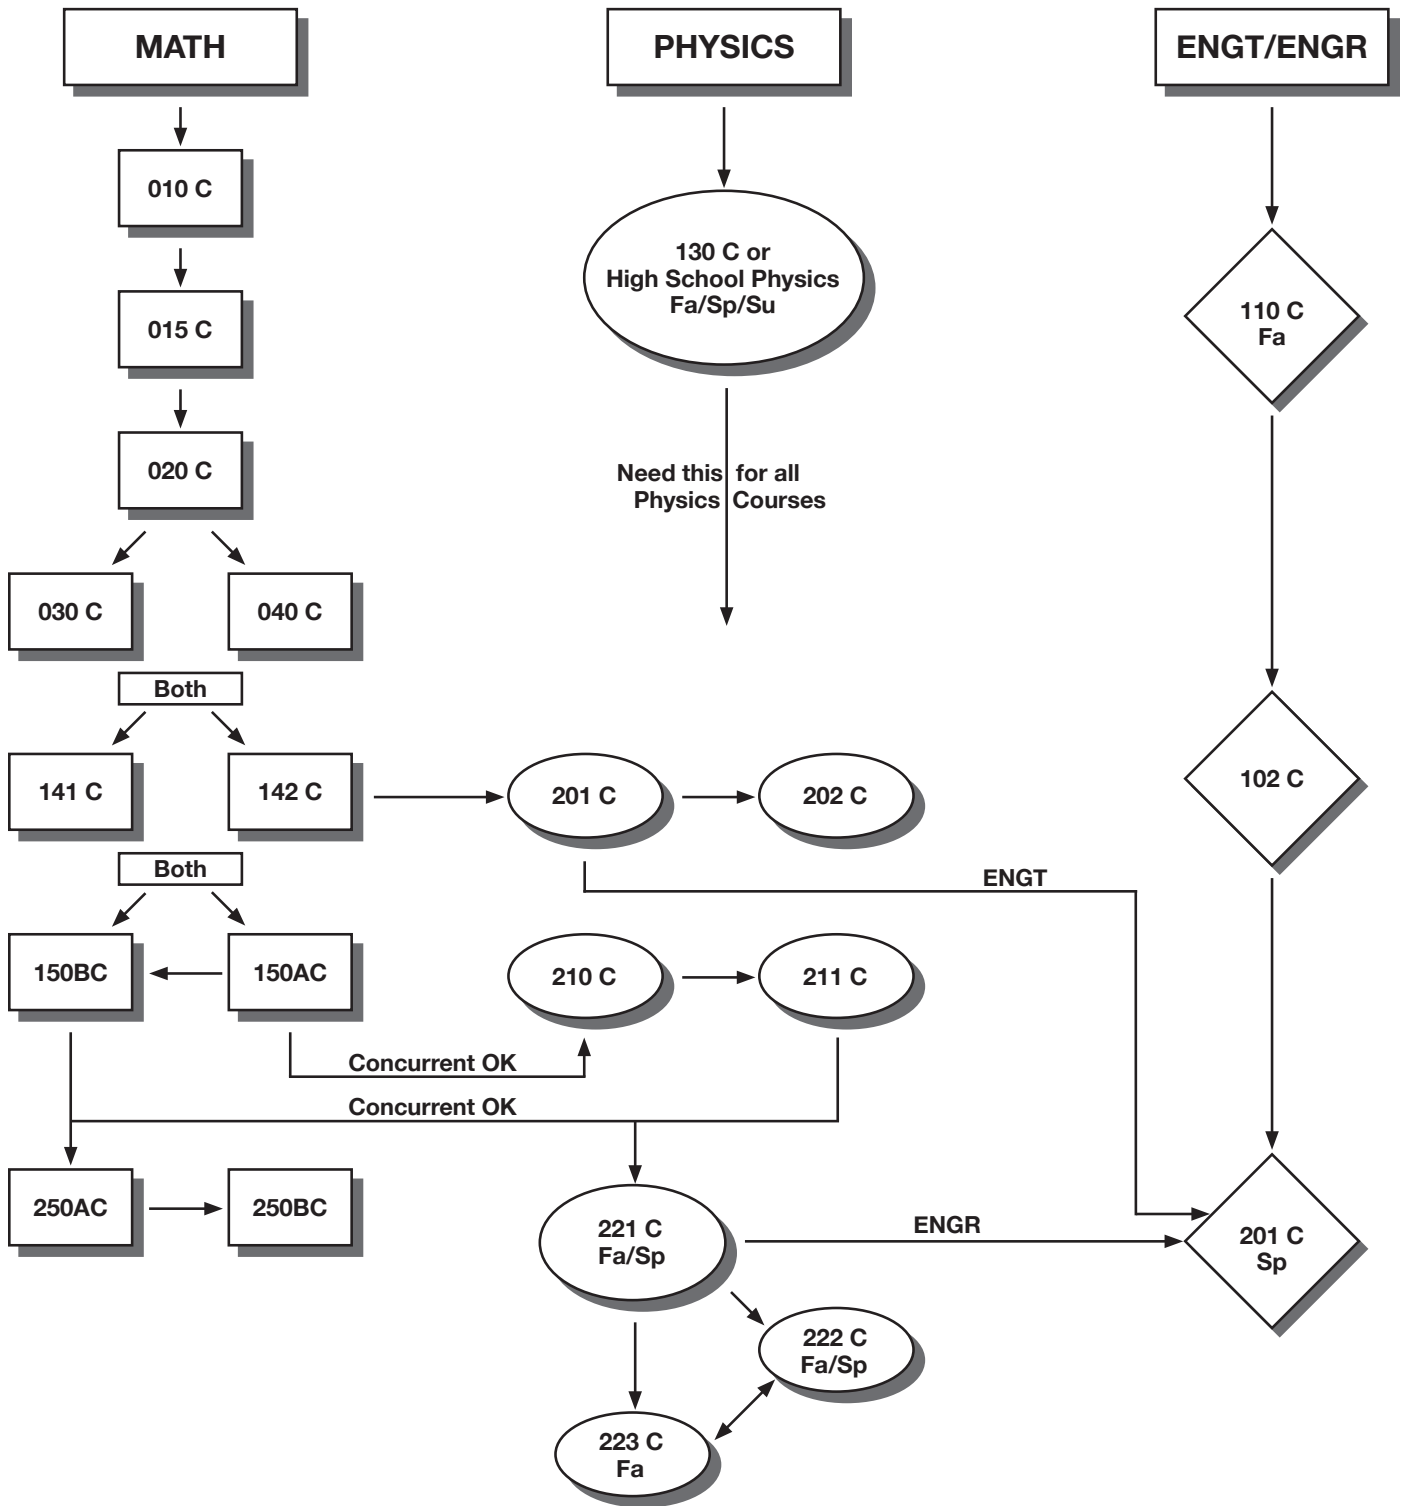 MATH
PHYSICS
ENGT/ENGR
010 C
130 C or
High School Physics
Fa/Sp/Su
110 C
Fa
015 C
020 C
Need this for all
Physics Courses
030 C
040 C
Both
141 C
142 C
201 C
202 C
102 C
Both
ENGT
150BC
150AC
210 C
211 C
Concurrent OK
Concurrent OK
250AC
250BC
221 C
Fa/Sp
ENGR
201 C
Sp
222 C
Fa/Sp
223 C
Fa